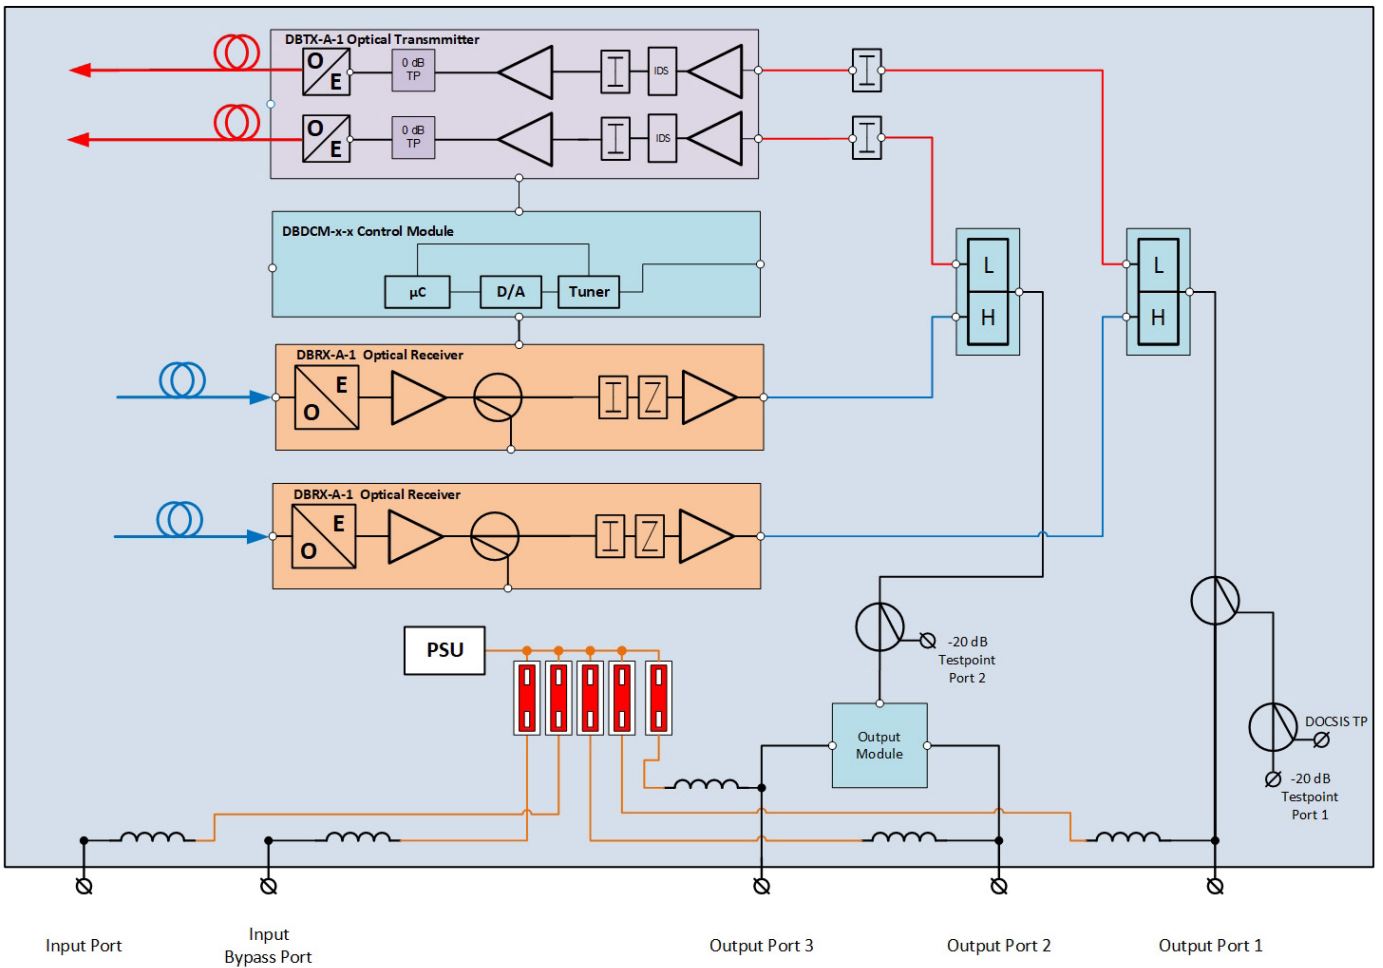 DBTX-A-1 Optical Transmmitter
O
E
0 dB
TP
IDS
O
E
0 dB
TP
IDS
DBDCM-x-x Control Module
µC
D/A
Tuner
L
H
L
H
DBRX-A-1 Optical Receiver
E
O
Z
DBRX-A-1 Optical Receiver
E
O
Z
PSU
-20 dB
Testpoint
Port 2
Output
Module
DOCSIS TP
-20 dB
Testpoint
Port 1
Input Port
Input
Bypass Port
Output Port 3
Output Port 2
Output Port 1